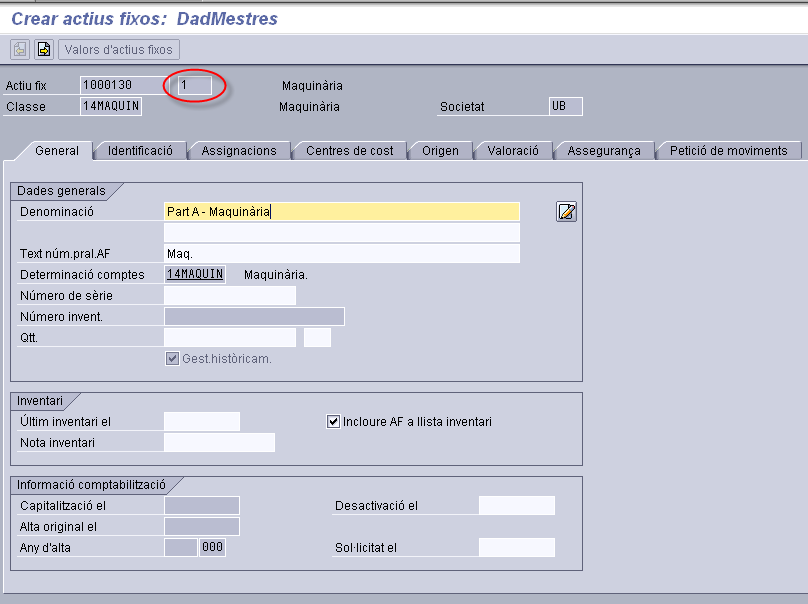 Crear actius fixos: DadMestres
Valors d'actius fixos
Actiu fix 1000130 1 Maquinària
Classe 14MAQUIN Maquinària Societat UB
General Identificació Assignacions Centres de cost Origen Valoració Assegurança Petició de moviments
Dades generals
Denominació Part A - Maquinària
Text núm.pral.AF Maq.
Determinació comptes 14MAQUIN Maquinària.
Número de sèrie
Número invent.
Qtt.
Gest.històricam.
Inventari
Últim inventari el Incloure AF a llista inventari
Nota inventari
Informació comptabilització
Capitalització el Desactivació el
Alta original el
Any d'alta 000 Sol·licitat el